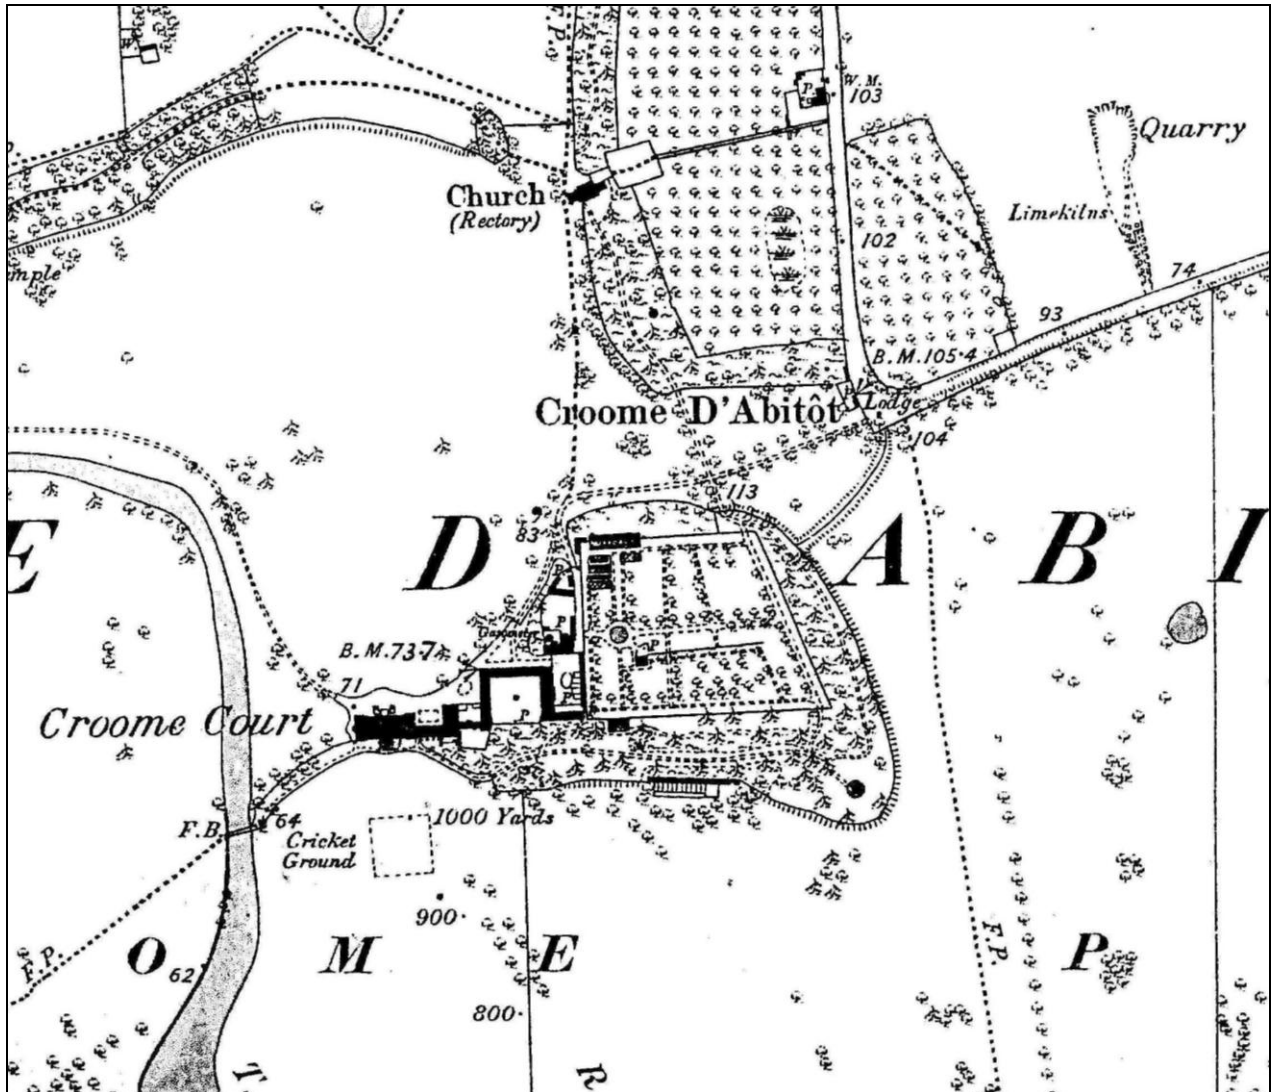 W
F.P.
W.M.
P.
103
Quarry
Church
(Rectory)
Limekilns
102
74
mple
93
B.M.105·4
P.
Lodge
Croome D'Abitôt
104
113
E
D
83
A
B
I
P
P
P
B.M.73·7
71
P
P
Croome Court
1000 Yards
F.B.
64
Cricket
Ground
900·
F.P.
F.P.
O
M
E
P
62
800·
T
R